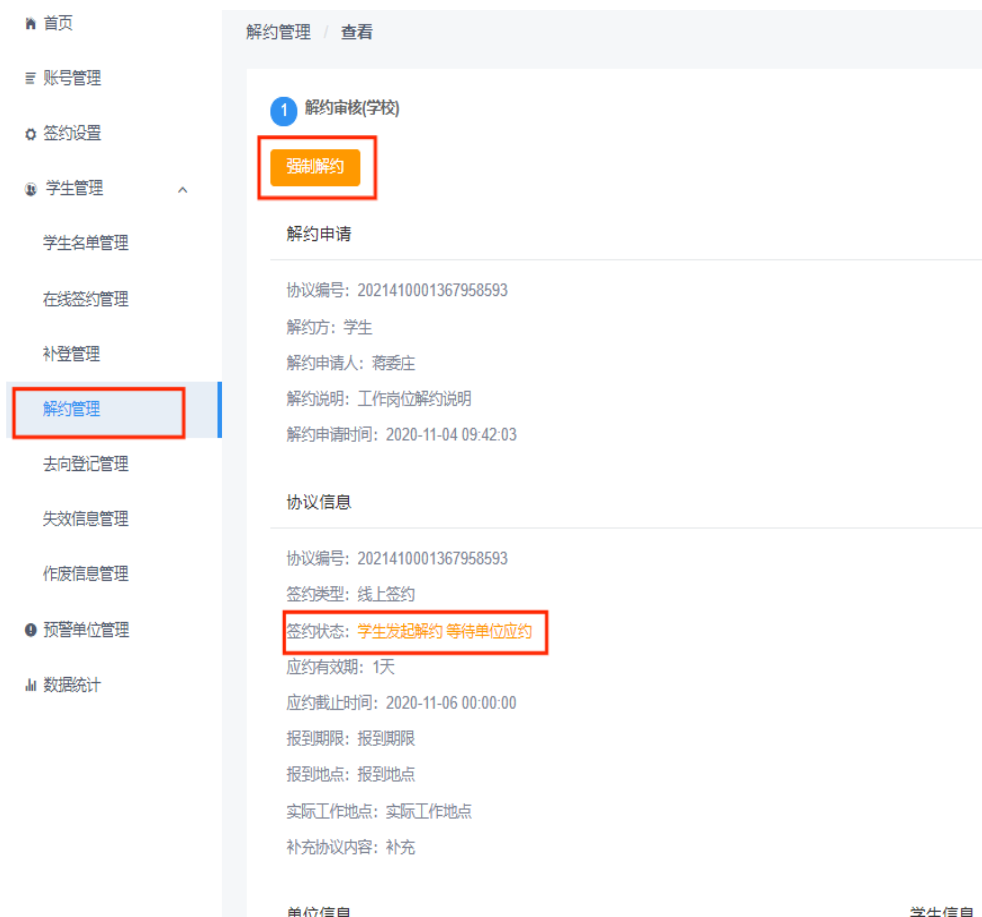 首页
账号管理
签约设置
学生管理
学生名单管理
在线签约管理
补登管理
解约管理
去向登记管理
失效信息管理
作废信息管理
预警单位管理
数据统计
解约管理 / 查看
1 解约审核(学校)
强制解约
解约申请
协议编号：2021410001367958593
解约方：学生
解约申请人：蒋委庄
解约说明：工作岗位解约说明
解约申请时间：2020-11-04 09:42:03
协议信息
协议编号：2021410001367958593
签约类型：线上签约
签约状态：学生发起解约 等待单位应约
应约有效期：1天
应约截止时间：2020-11-06 00:00:00
报到期限：报到期限
报到地点：报到地点
实际工作地点：实际工作地点
补充协议内容：补充
单位信息 学生信息